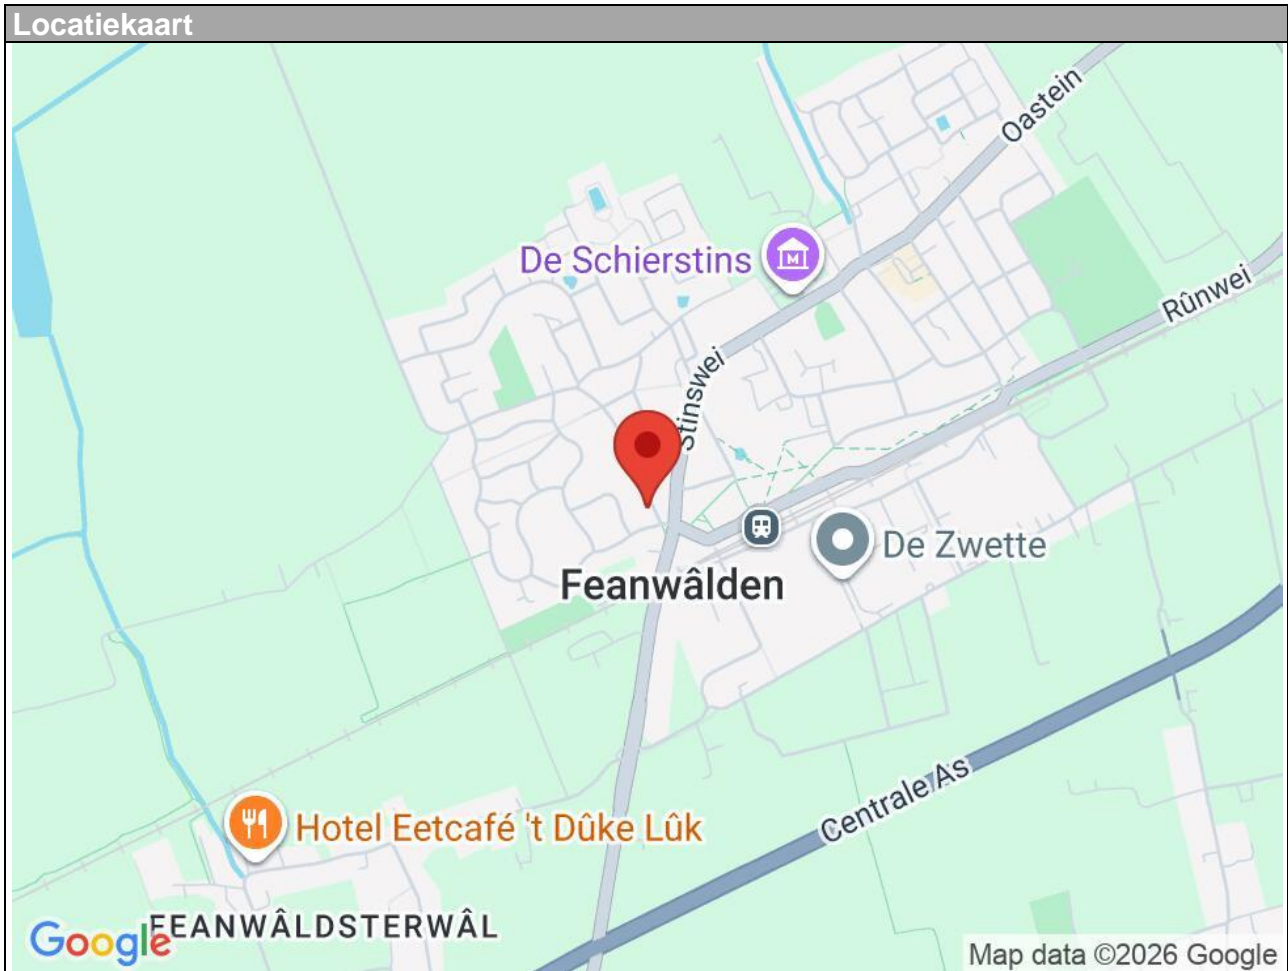 Locatiekaart
Oastein
De Schierstins
Rûnwei
Stinswei
De Zwette
Feanwâlden
Centrale As
Hotel Eetcafé 't Dûke Lûk
FEANWÂLDSTERWÂL
Google
Map data ©2026 Google